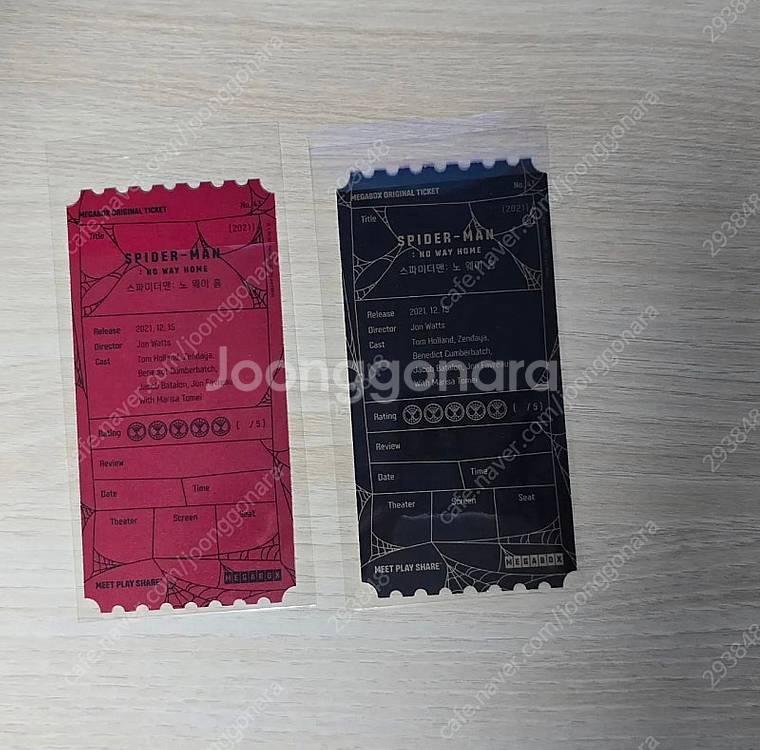 MEGABOX ORIGINAL TICKET
Title
(2021)
SPIDER-MAN
: NO WAY HOME
스파이더맨: 노 웨이 홈
Release 2021. 12. 15
Director Jon Watts
Cast Tom Holland, Zendaya,
Benedict Cumberbatch,
Jacob Batalon, Jon Favreau
with Marisa Tomei
Rating ( / 5 )
Review
Date Time
Theater Screen Seat
MEET PLAY SHARE
MEGABOX
MEGABOX ORIGINAL TICKET
No.
Title
(2021)
SPIDER-MAN
: NO WAY HOME
스파이더맨: 노 웨이 홈
Release 2021. 12. 15
Director Jon Watts
Cast Tom Holland, Zendaya,
Benedict Cumberbatch,
Jacob Batalon, Jon Favreau
with Marisa Tomei
Rating ( / 5 )
Review
Date Time
Theater Screen Seat
MEET PLAY SHARE
MEGABOX
Joonggonara
cafe.naver.com/joonggonara
293848